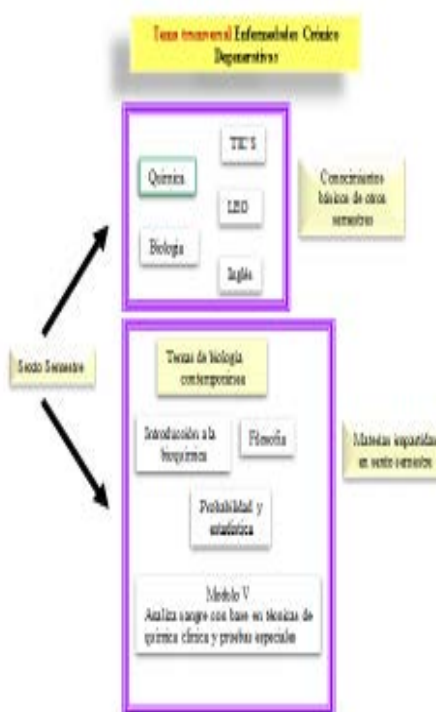 Tema transversal Enfermedades Crónico
Degenerativas
TIC'S
Química
LEO
Biología
Inglés
Conocimientos
básicos de otros
semestres
Sexto Semestre
Temas de biología
contemporánea
Introducción a la
bioquímica
Filosofía
Probabilidad y
estadística
Materias impartidas
en sexto semestre
Modulo V
Analiza sangre con base en técnicas de
química clínica y pruebas especiales